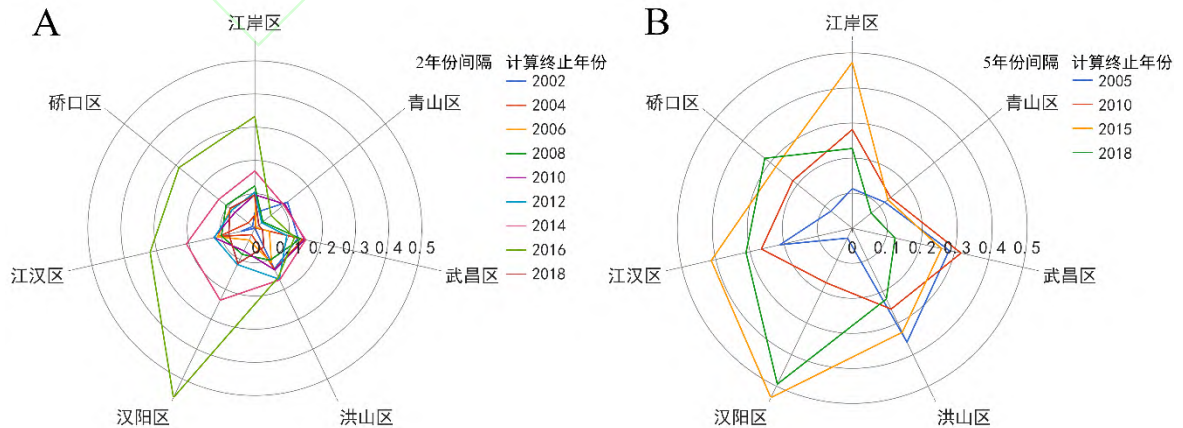 A
江岸区
2年份间隔 计算终止年份
2002
2004
2006
2008
2010
2012
2014
2016
2018
硚口区
青山区
0 0.1 0.2 0.3 0.4 0.5
江汉区
武昌区
汉阳区
洪山区
B
江岸区
5年份间隔 计算终止年份
2005
2010
2015
2018
硚口区
青山区
0 0.1 0.2 0.3 0.4 0.5
江汉区
武昌区
汉阳区
洪山区